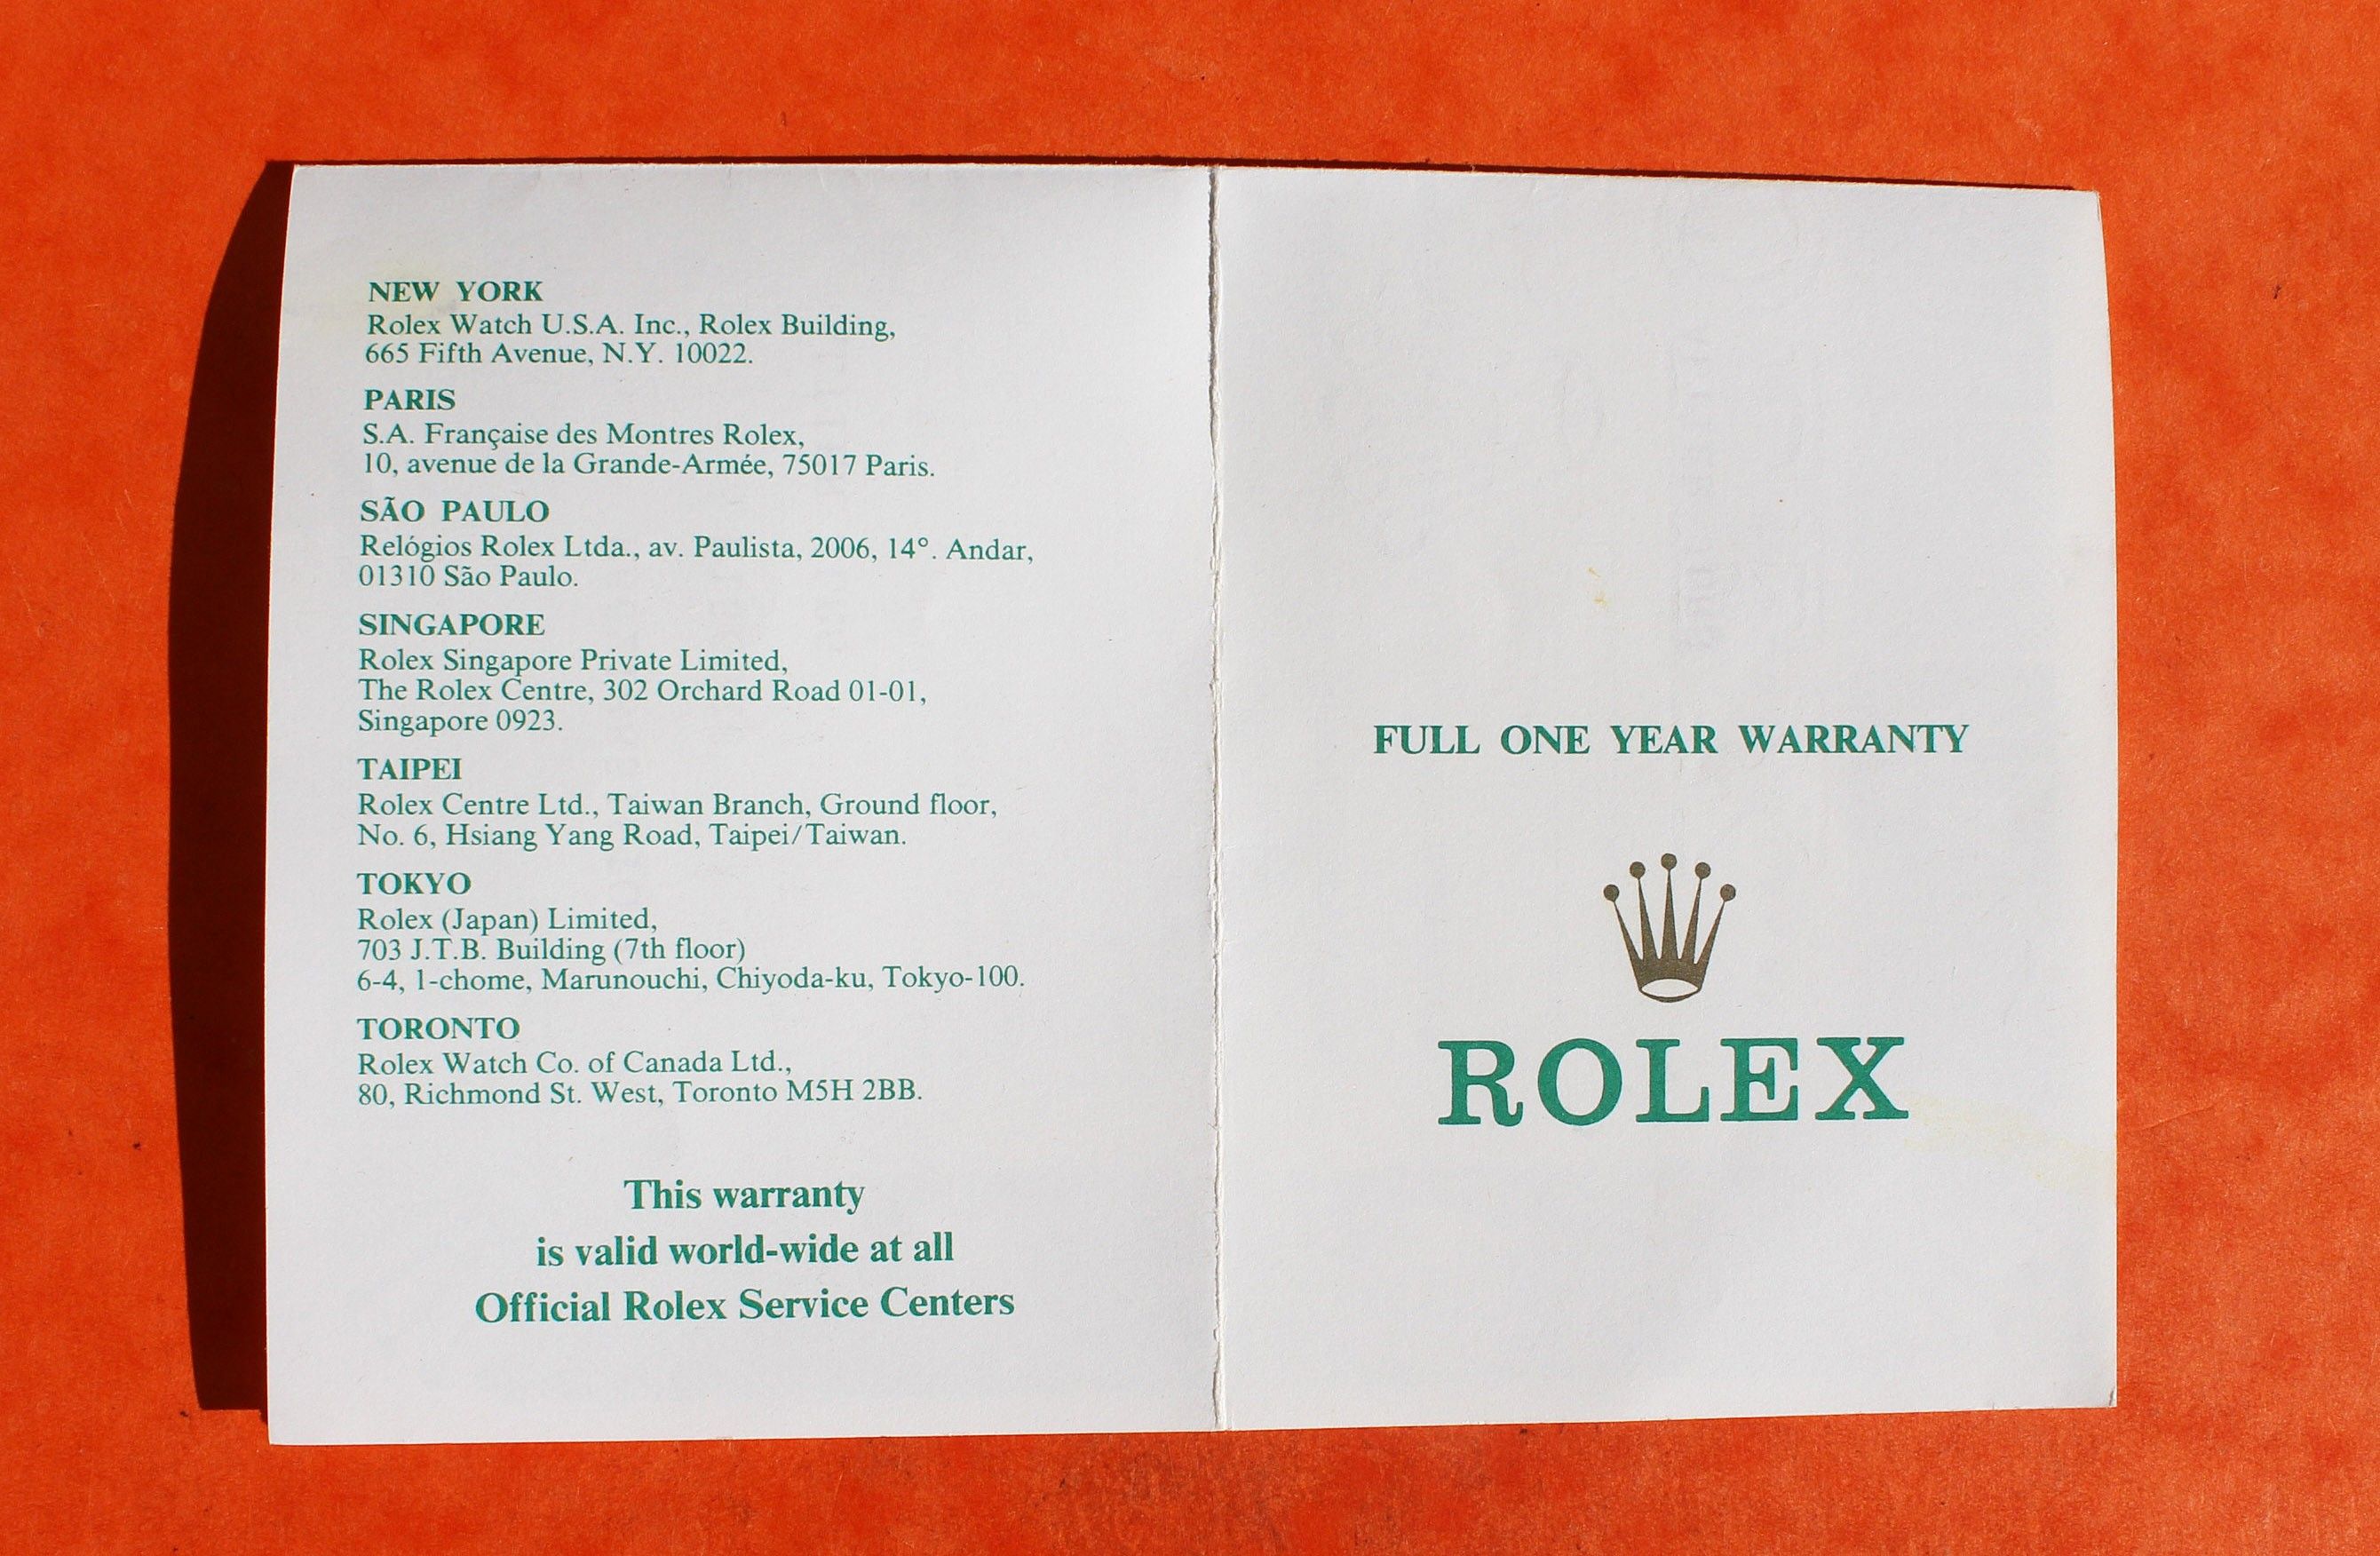 NEW YORK
Rolex Watch U.S.A. Inc., Rolex Building,
665 Fifth Avenue, N.Y. 10022.
PARIS
S.A. Française des Montres Rolex,
10, avenue de la Grande-Armée, 75017 Paris.
SÃO PAULO
Relógios Rolex Ltda., av. Paulista, 2006, 14°. Andar,
01310 São Paulo.
SINGAPORE
Rolex Singapore Private Limited,
The Rolex Centre, 302 Orchard Road 01-01,
Singapore 0923.
TAIPEI
Rolex Centre Ltd., Taiwan Branch, Ground floor,
No. 6, Hsiang Yang Road, Taipei/Taiwan.
TOKYO
Rolex (Japan) Limited,
703 J.T.B. Building (7th floor)
6-4, 1-chome, Marunouchi, Chiyoda-ku, Tokyo-100.
TORONTO
Rolex Watch Co. of Canada Ltd.,
80, Richmond St. West, Toronto M5H 2BB.
This warranty
is valid world-wide at all
Official Rolex Service Centers
FULL ONE YEAR WARRANTY
ROLEX